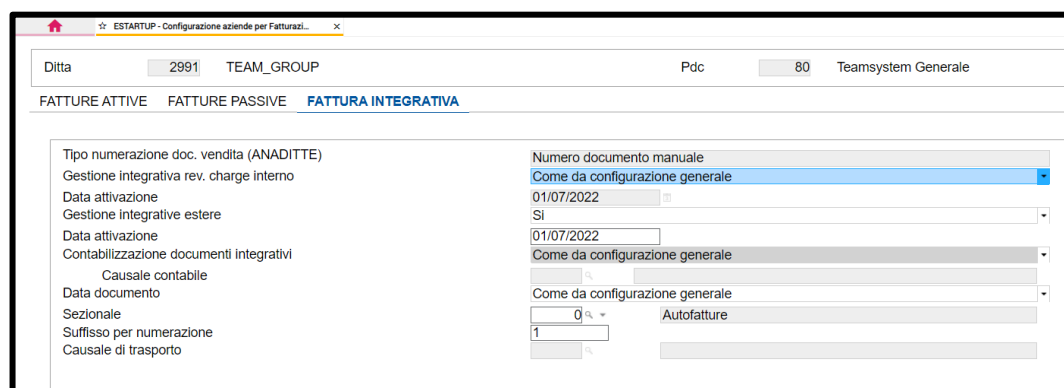 ESTARTUP - Configurazione aziende per Fatturazi...
Ditta 2991 TEAM_GROUP Pdc 80 Teamsystem Generale
FATTURE ATTIVE FATTURE PASSIVE FATTURA INTEGRATIVA
Tipo numerazione doc. vendita (ANADITTE) Numero documento manuale
Gestione integrativa rev. charge interno Come da configurazione generale
Data attivazione 01/07/2022
Gestione integrative estere Si
Data attivazione 01/07/2022
Contabilizzazione documenti integrativi Come da configurazione generale
Causale contabile
Data documento Come da configurazione generale
Sezionale 0 Autofatture
Suffisso per numerazione 1
Causale di trasporto